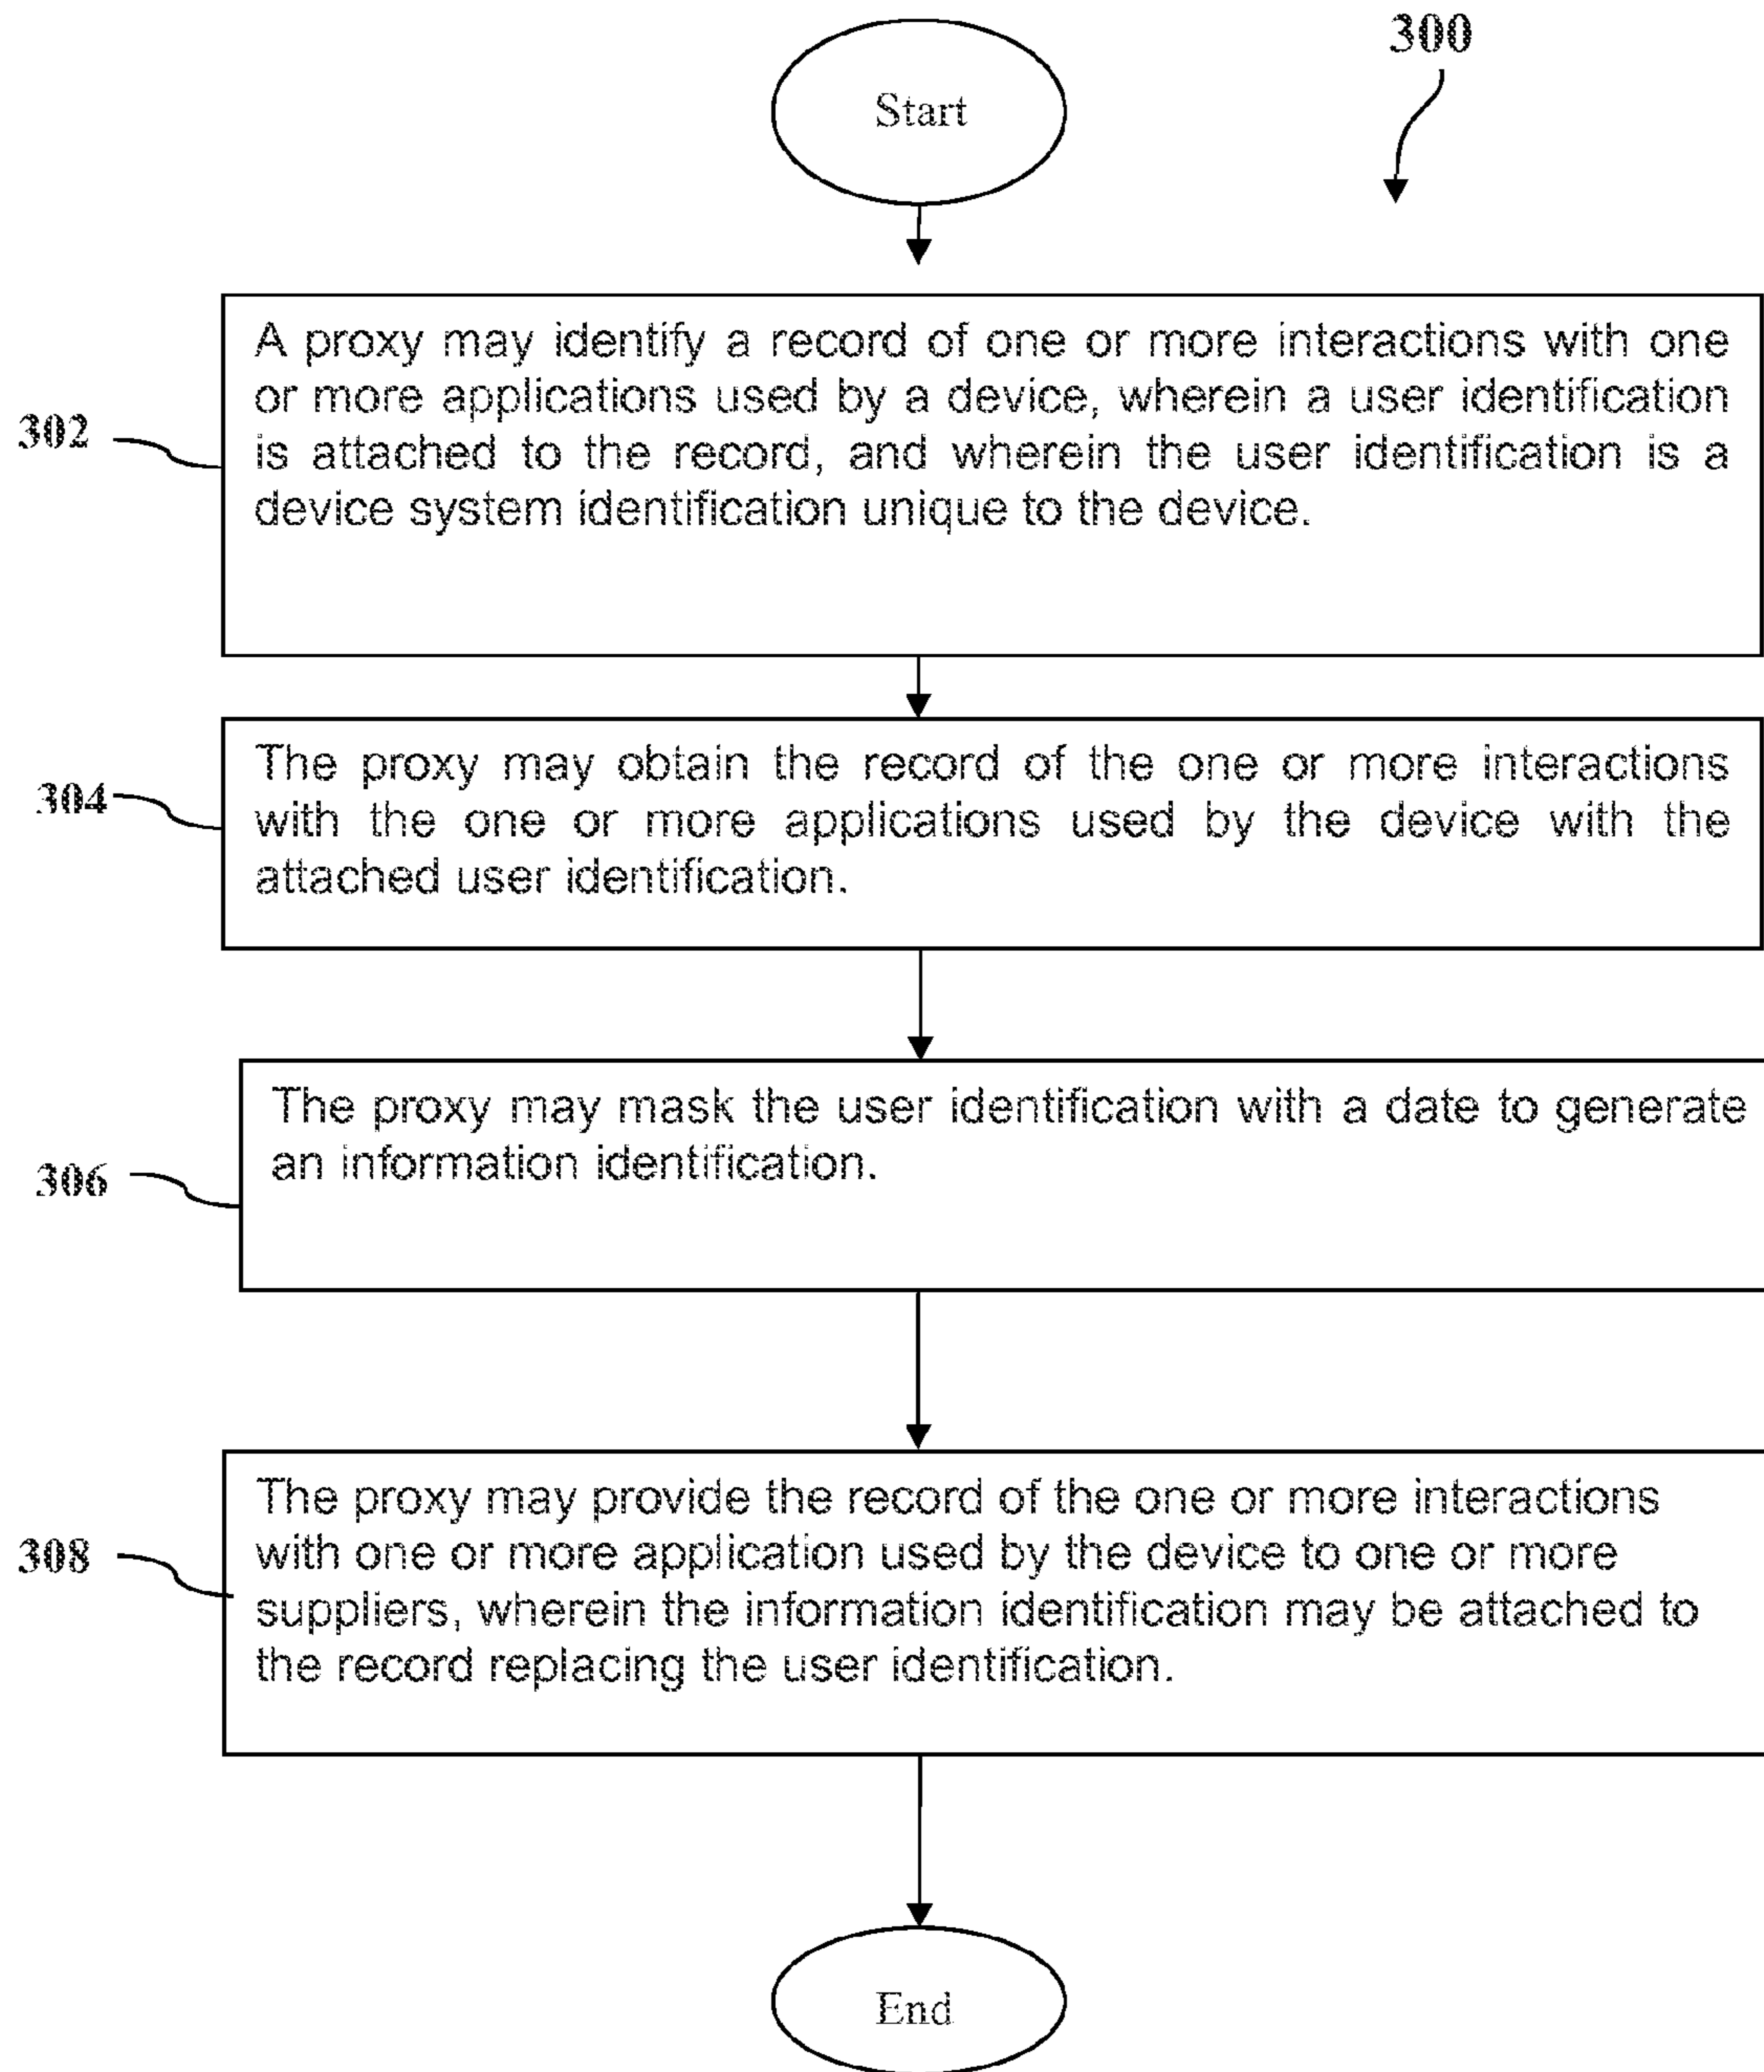 300
Start
A proxy may identify a record of one or more interactions with one
or more applications used by a device, wherein a user identification
is attached to the record, and wherein the user identification is a
device system identification unique to the device.
302
The proxy may obtain the record of the one or more interactions
with the one or more applications used by the device with the
attached user identification.
304
The proxy may mask the user identification with a date to generate
an information identification.
306
The proxy may provide the record of the one or more interactions
with one or more application used by the device to one or more
suppliers, wherein the information identification may be attached to
the record replacing the user identification.
308
End